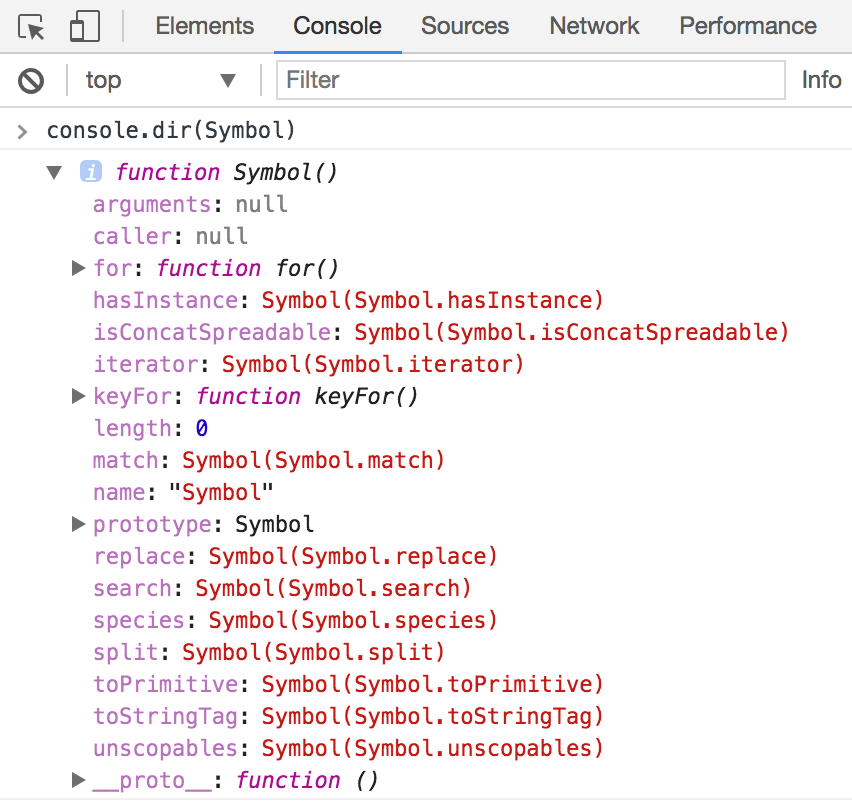 Elements Console Sources Network Performance
top Filter Info
console.dir(Symbol)
i function Symbol()
arguments: null
caller: null
for: function for()
hasInstance: Symbol(Symbol.hasInstance)
isConcatSpreadable: Symbol(Symbol.isConcatSpreadable)
iterator: Symbol(Symbol.iterator)
keyFor: function keyFor()
length: 0
match: Symbol(Symbol.match)
name: "Symbol"
prototype: Symbol
replace: Symbol(Symbol.replace)
search: Symbol(Symbol.search)
species: Symbol(Symbol.species)
split: Symbol(Symbol.split)
toPrimitive: Symbol(Symbol.toPrimitive)
toStringTag: Symbol(Symbol.toStringTag)
unscopables: Symbol(Symbol.unscopables)
__proto__: function ()